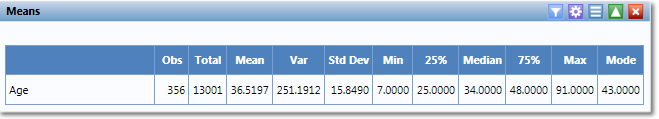 Means
Obs Total Mean Var Std Dev Min 25% Median 75% Max Mode
Age 356 13001 36.5197 251.1912 15.8490 7.0000 25.0000 34.0000 48.0000 91.0000 43.0000